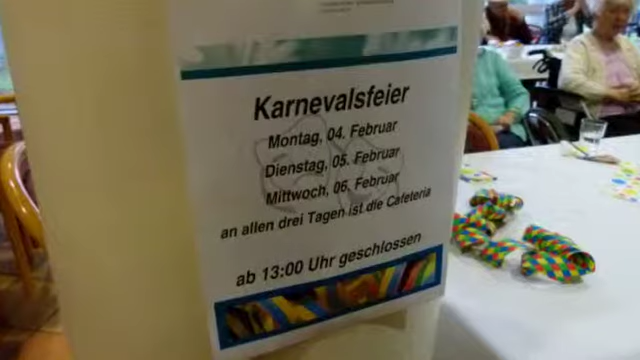 Karnevalsfeier
Montag, 04. Februar
Dienstag, 05. Februar
Mittwoch, 06. Februar
an allen drei Tagen ist die Cafeteria
ab 13:00 Uhr geschlossen